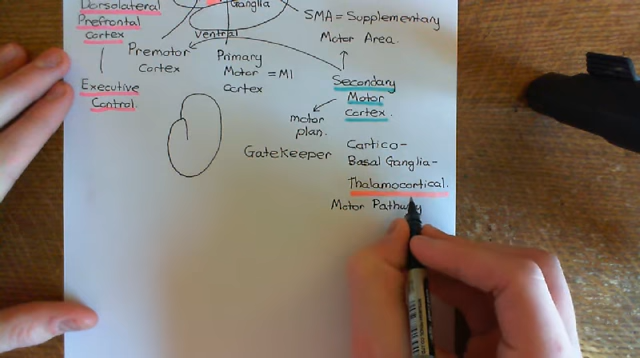 Dorsolateral
Prefrontal
cortex
Executive
Control.
Ganglia
Ventral
Premotor
Cortex
Primary
Motor = M1
cortex
SMA = Supplementary
Motor Area.
Secondary
Motor
cortex.
motor
plan.
Gatekeeper
Cortico-
Basal Ganglia-
Thalamocortical.
Motor Pathway